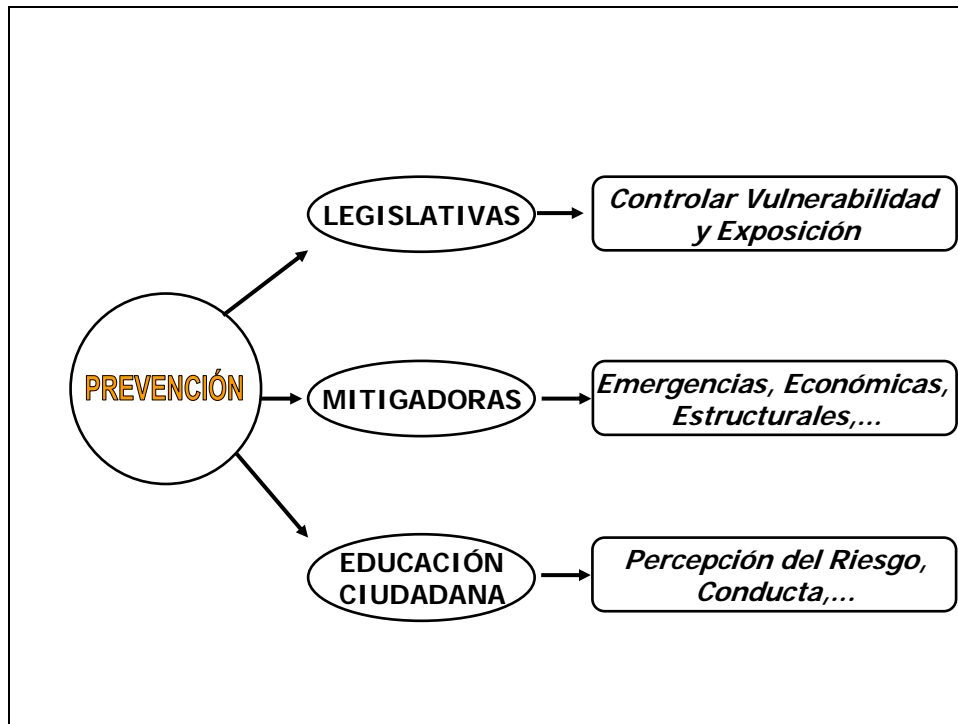 LEGISLATIVAS
Controlar Vulnerabilidad
y Exposición
PREVENCIÓN
MITIGADORAS
Emergencias, Económicas,
Estructurales,...
EDUCACIÓN
CIUDADANA
Percepción del Riesgo,
Conducta,...